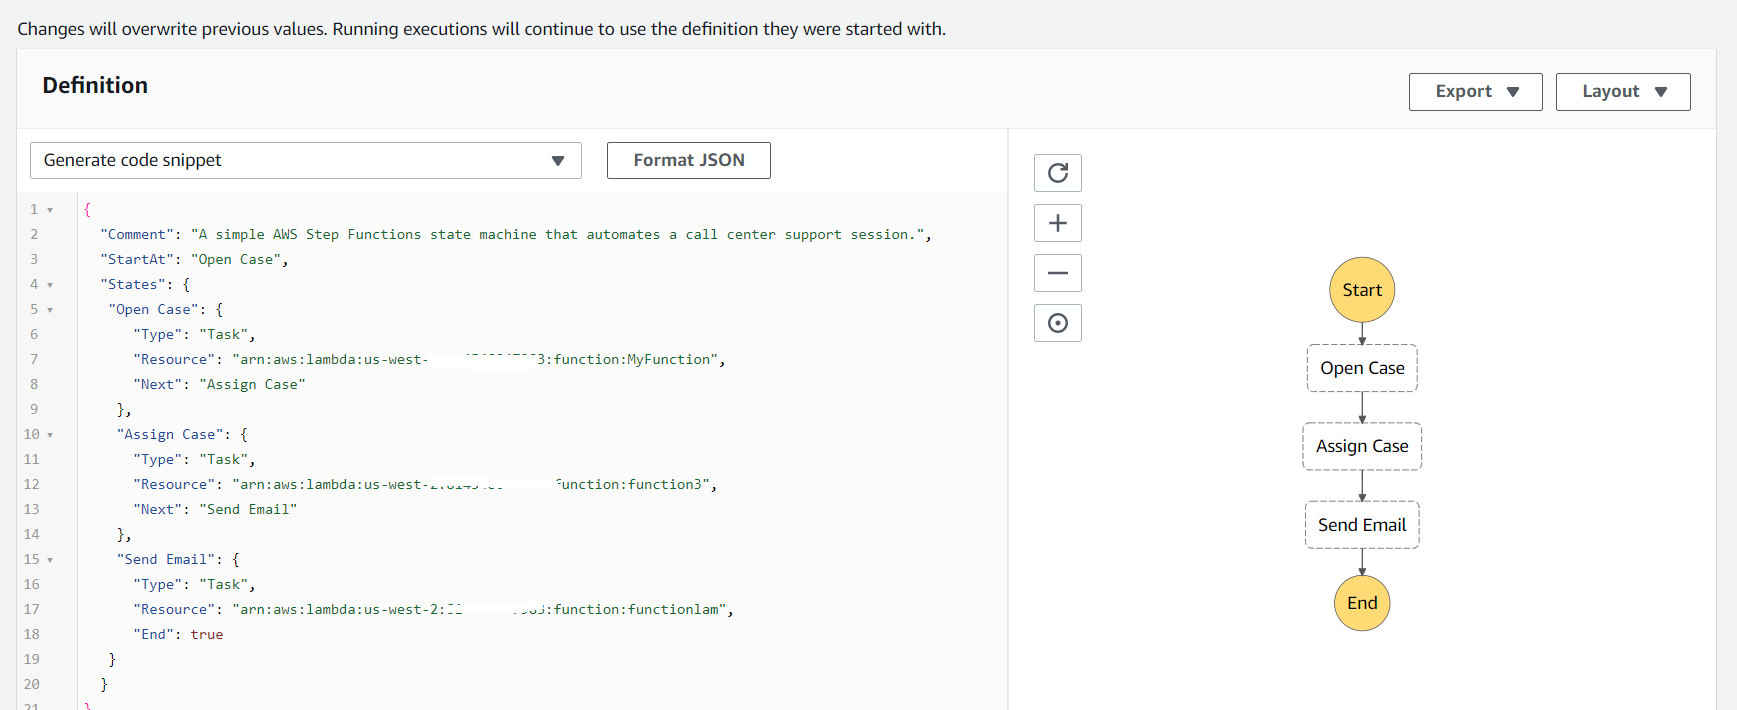 Changes will overwrite previous values. Running executions will continue to use the definition they were started with.
Definition
Export
Layout
Generate code snippet
Format JSON
1 {
2 "Comment": "A simple AWS Step Functions state machine that automates a call center support session.",
3 "StartAt": "Open Case",
4 "States": {
5 "Open Case": {
6 "Type": "Task",
7 "Resource": "arn:aws:lambda:us-west- 3:function:MyFunction",
8 "Next": "Assign Case"
9 },
10 "Assign Case": {
11 "Type": "Task",
12 "Resource": "arn:aws:lambda:us-west- function:function3",
13 "Next": "Send Email"
14 },
15 "Send Email": {
16 "Type": "Task",
17 "Resource": "arn:aws:lambda:us-west-2: :function:functionlam",
18 "End": true
19 }
20 }
21 }
Start
Open Case
Assign Case
Send Email
End